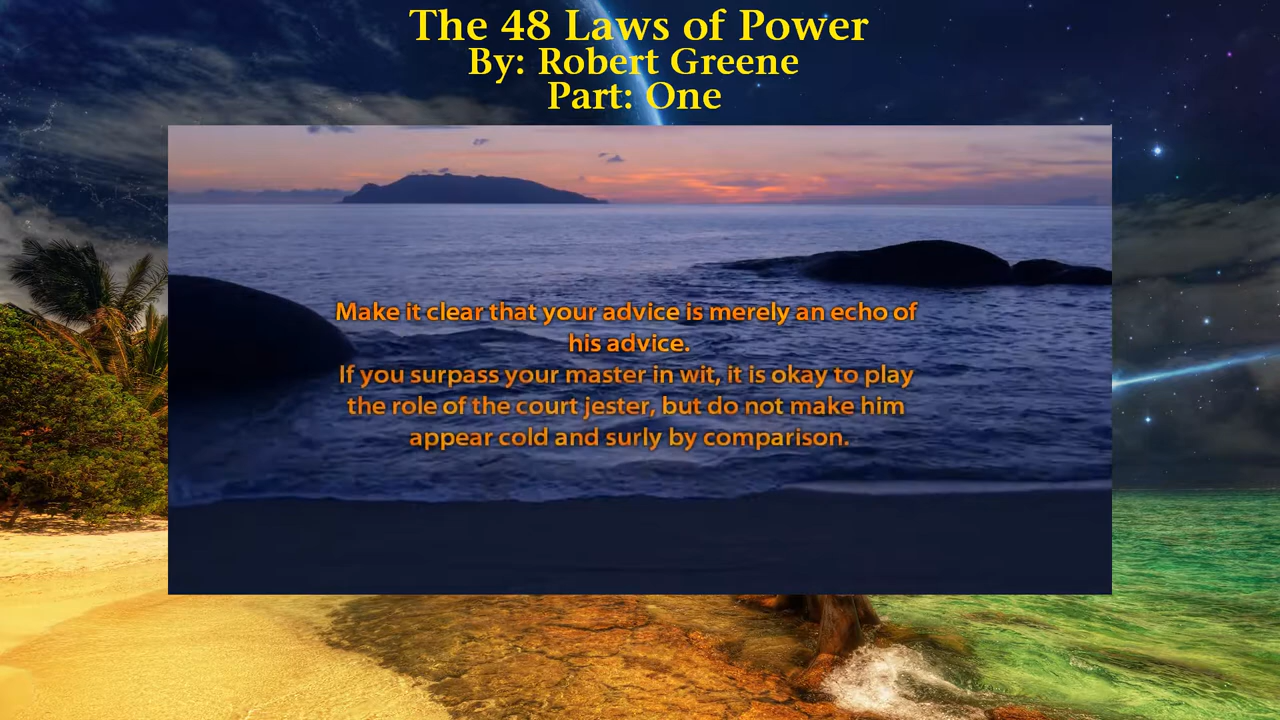 The 48 Laws of Power
By: Robert Greene
Part: One
Make it clear that your advice is merely an echo of
his advice.
If you surpass your master in wit, it is okay to play
the role of the court jester, but do not make him
appear cold and surly by comparison.